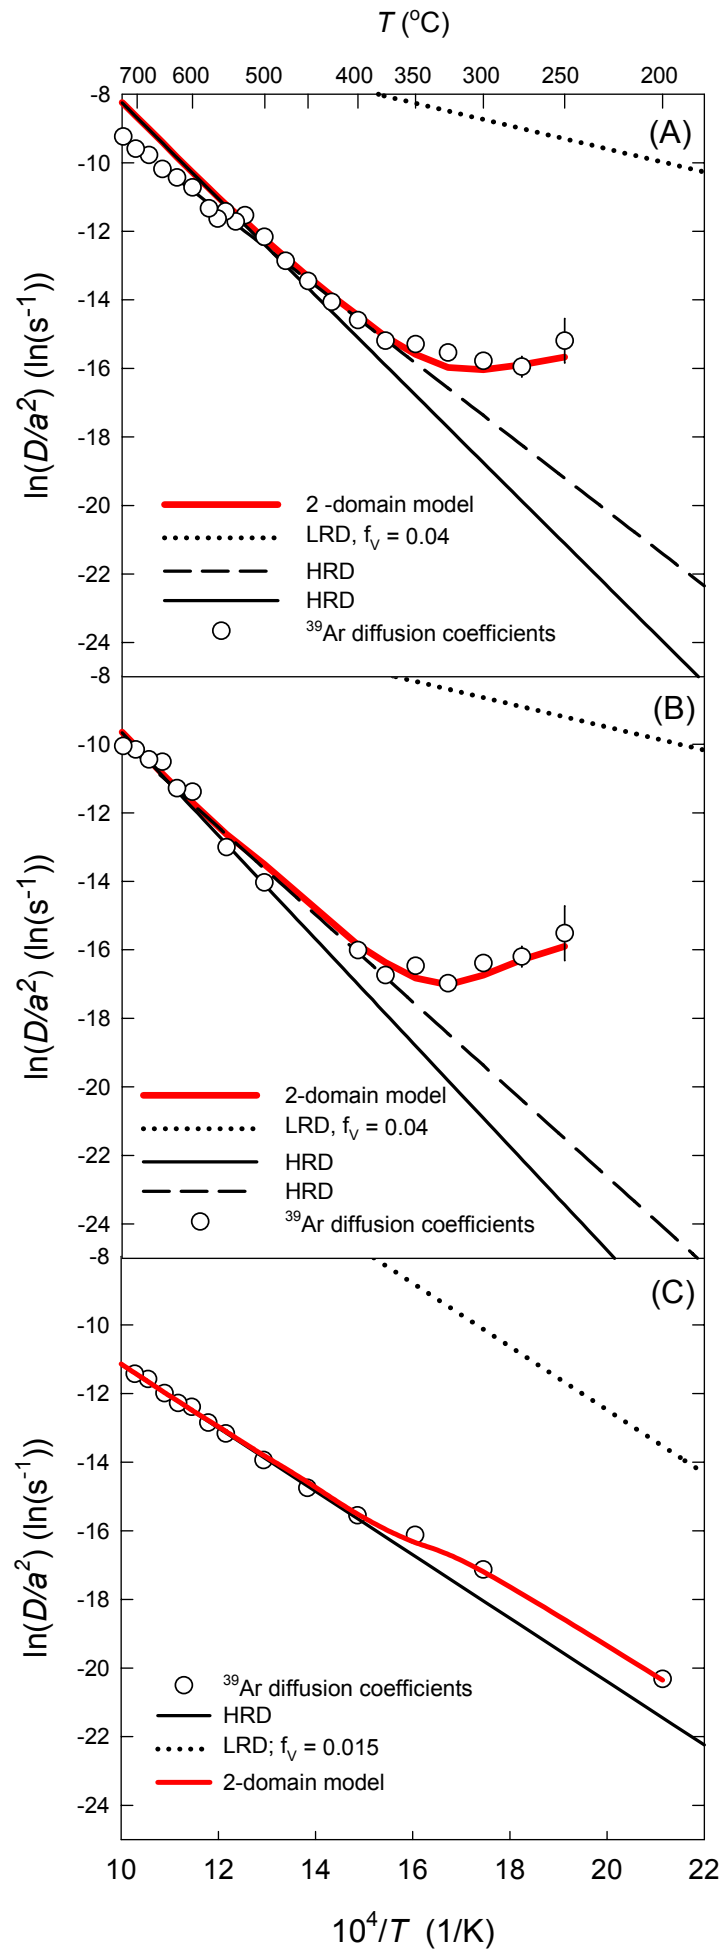 T (°C)
700 600 500 400 350 300 250 200
(A)
-8
-10
-12
-14
-16
-18
-20
-22
-24
ln(D/a²) (ln(s⁻¹))
2 -domain model
LRD, fᵥ = 0.04
HRD
HRD
³⁹Ar diffusion coefficients
(B)
-8
-10
-12
-14
-16
-18
-20
-22
-24
ln(D/a²) (ln(s⁻¹))
2-domain model
LRD, fᵥ = 0.04
HRD
HRD
³⁹Ar diffusion coefficients
(C)
-8
-10
-12
-14
-16
-18
-20
-22
-24
ln(D/a²) (ln(s⁻¹))
³⁹Ar diffusion coefficients
HRD
LRD; fᵥ = 0.015
2-domain model
10 12 14 16 18 20 22
10⁴/T (1/K)